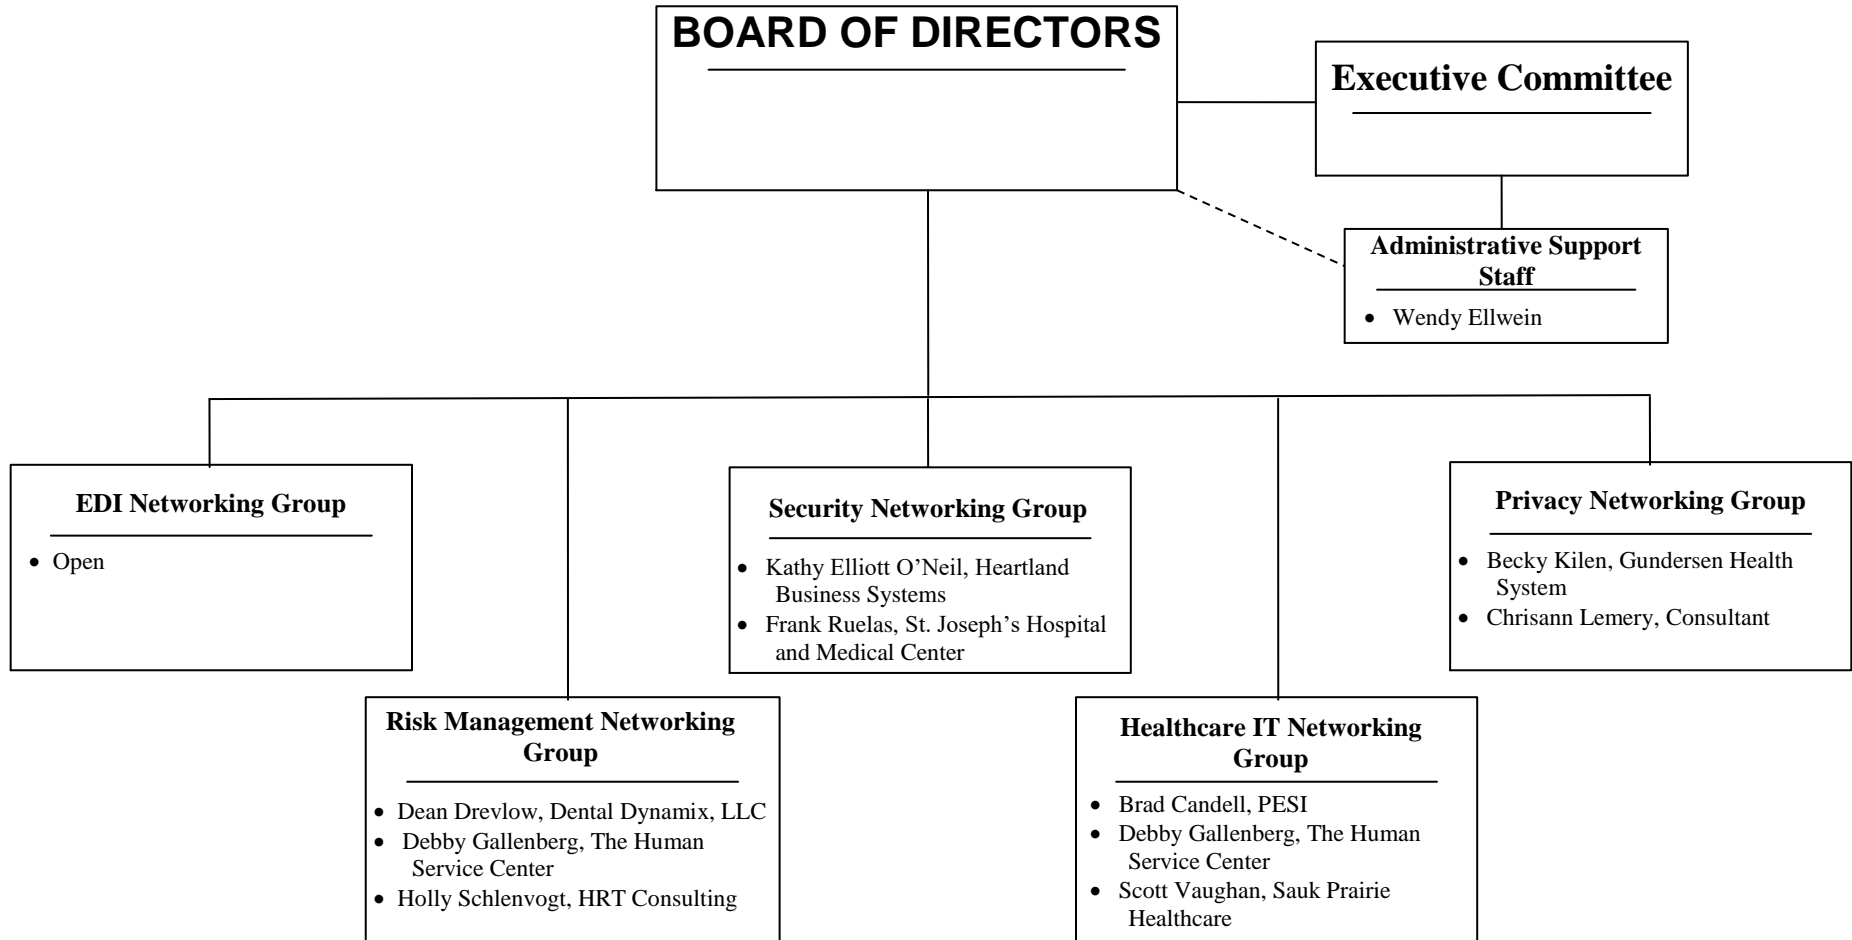 BOARD OF DIRECTORS
Executive Committee
Administrative Support
Staff
• Wendy Ellwein
EDI Networking Group
• Open
Security Networking Group
• Kathy Elliott O’Neil, Heartland
Business Systems
• Frank Ruelas, St. Joseph’s Hospital
and Medical Center
Privacy Networking Group
• Becky Kilen, Gundersen Health
System
• Chrisann Lemery, Consultant
Risk Management Networking
Group
• Dean Drevlow, Dental Dynamix, LLC
• Debby Gallenberg, The Human
Service Center
• Holly Schlenvogt, HRT Consulting
Healthcare IT Networking
Group
• Brad Candell, PESI
• Debby Gallenberg, The Human
Service Center
• Scott Vaughan, Sauk Prairie
Healthcare